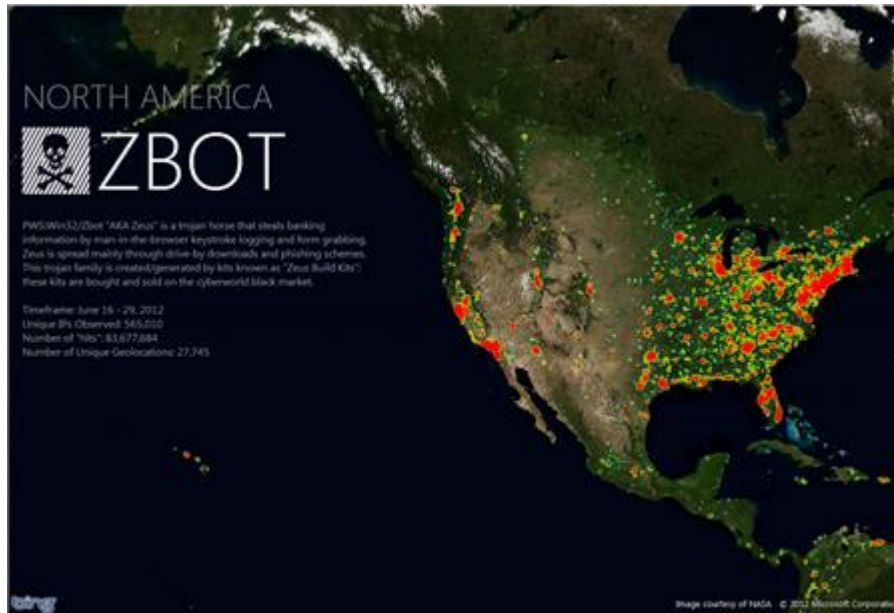 NORTH AMERICA
ZBOT
PWS:Win32/Zbot "AKA Zeus" is a trojan horse that steals banking
information by man-in-the-browser keystroke logging and form grabbing.
Zeus is spread mainly through drive-by downloads and phishing schemes.
This trojan family is created/generated by kits known as "Zeus Build Kits";
these kits are bought and sold on the cyberworld black market.
Timeframe: June 16 - 29, 2012
Unique IPs Observed: 565,010
Number of "hits": 83,677,684
Number of Unique Geolocations: 27,745
bing
Image courtesy of NASA © 2012 Microsoft Corporation